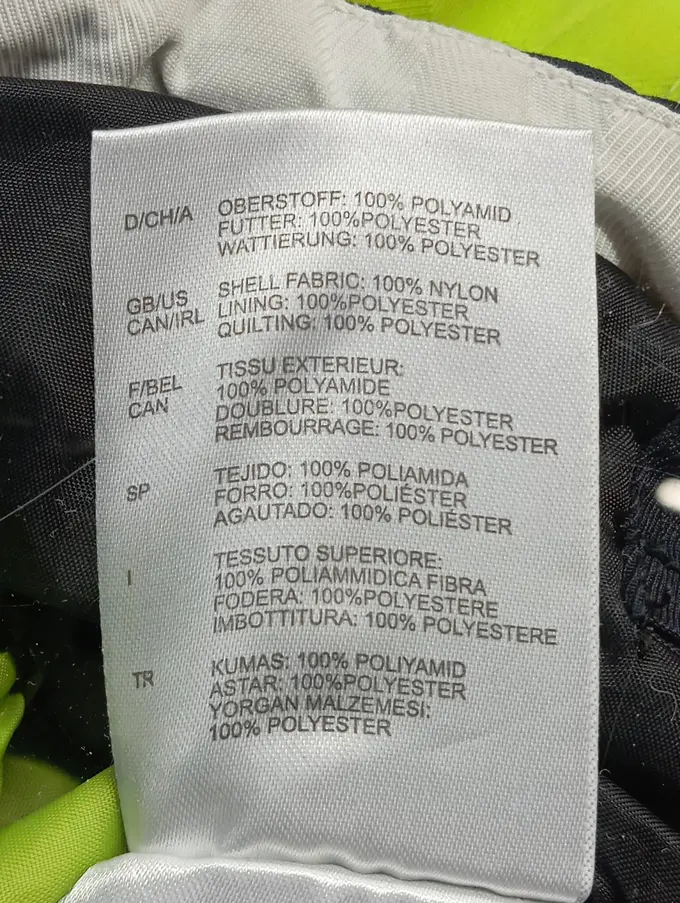 D/CH/A
OBERSTOFF: 100% POLYAMID
FUTTER: 100%POLYESTER
WATTIERUNG: 100% POLYESTER
GB/US
CAN/IRL
SHELL FABRIC: 100% NYLON
LINING: 100%POLYESTER
QUILTING: 100% POLYESTER
F/BEL
CAN
TISSU EXTERIEUR:
100% POLYAMIDE
DOUBLURE: 100%POLYESTER
REMBOURRAGE: 100% POLYESTER
SP
TEJIDO: 100% POLIAMIDA
FORRO: 100%POLIÉSTER
AGAUTADO: 100% POLIÉSTER
I
TESSUTO SUPERIORE:
100% POLIAMMIDICA FIBRA
FODERA: 100%POLYESTERE
IMBOTTITURA: 100% POLYESTERE
TR
KUMAS: 100% POLIYAMID
ASTAR: 100%POLYESTER
YORGAN MALZEMESI:
100% POLYESTER